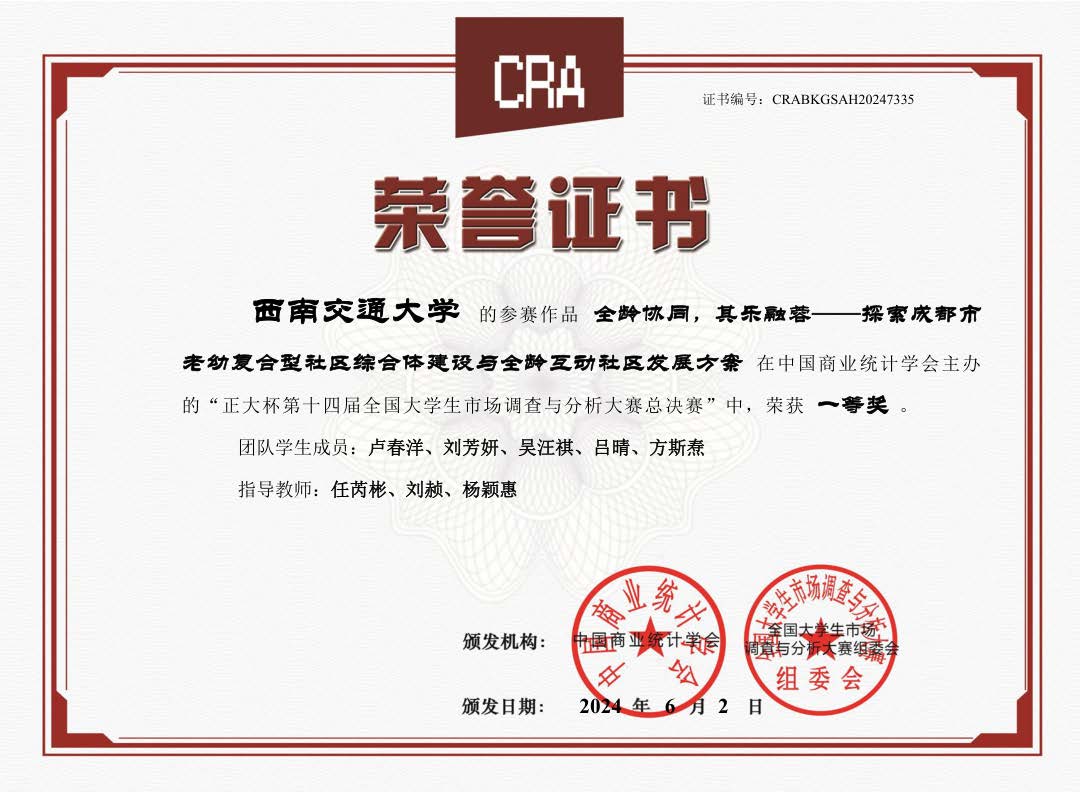 CRA
证书编号：CRABKGSAH20247335
荣誉证书
西南交通大学 的参赛作品 全龄协同，其乐融蓉——探索成都市
老幼复合型社区综合体建设与全龄互动社区发展方案 在中国商业统计学会主办
的“正大杯第十四届全国大学生市场调查与分析大赛总决赛”中，荣获 一等奖 。
团队学生成员：卢春洋、刘芳妍、吴汪祺、吕晴、方斯焘
指导教师：任芮彬、刘赪、杨颖惠
颁发机构：
中国商业统计学会
中国商业统计学会
全国大学生市场调查与分析大赛
全国大学生市场
调查与分析大赛组委会
组委会
颁发日期： 2024 年 6 月 2 日